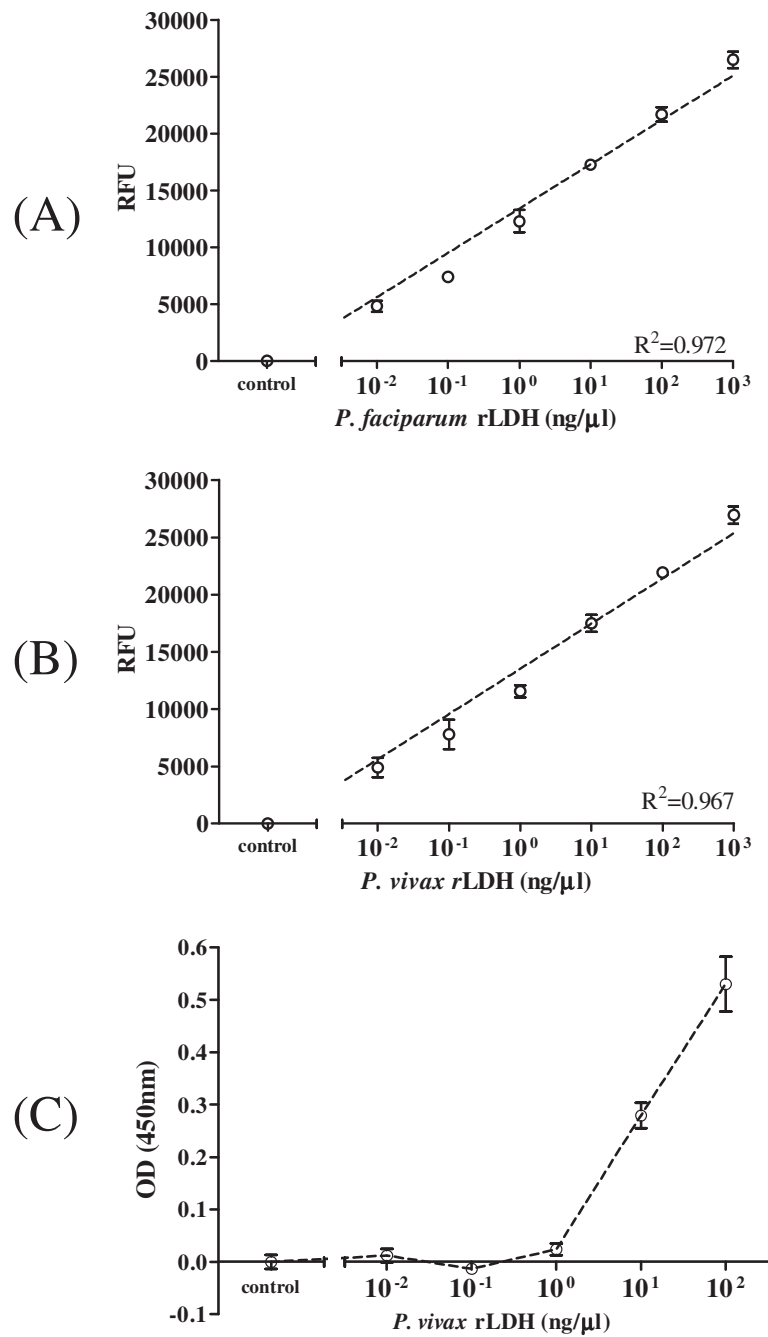 (A)
RFU
30000
25000
20000
15000
10000
5000
0
R²=0.972
control
10⁻² 10⁻¹ 10⁰ 10¹ 10² 10³
P. faciparum rLDH (ng/μl)
(B)
RFU
30000
25000
20000
15000
10000
5000
0
R²=0.967
control
10⁻² 10⁻¹ 10⁰ 10¹ 10² 10³
P. vivax rLDH (ng/μl)
(C)
OD (450nm)
0.6
0.5
0.4
0.3
0.2
0.1
0.0
-0.1
control
10⁻² 10⁻¹ 10⁰ 10¹ 10²
P. vivax rLDH (ng/μl)